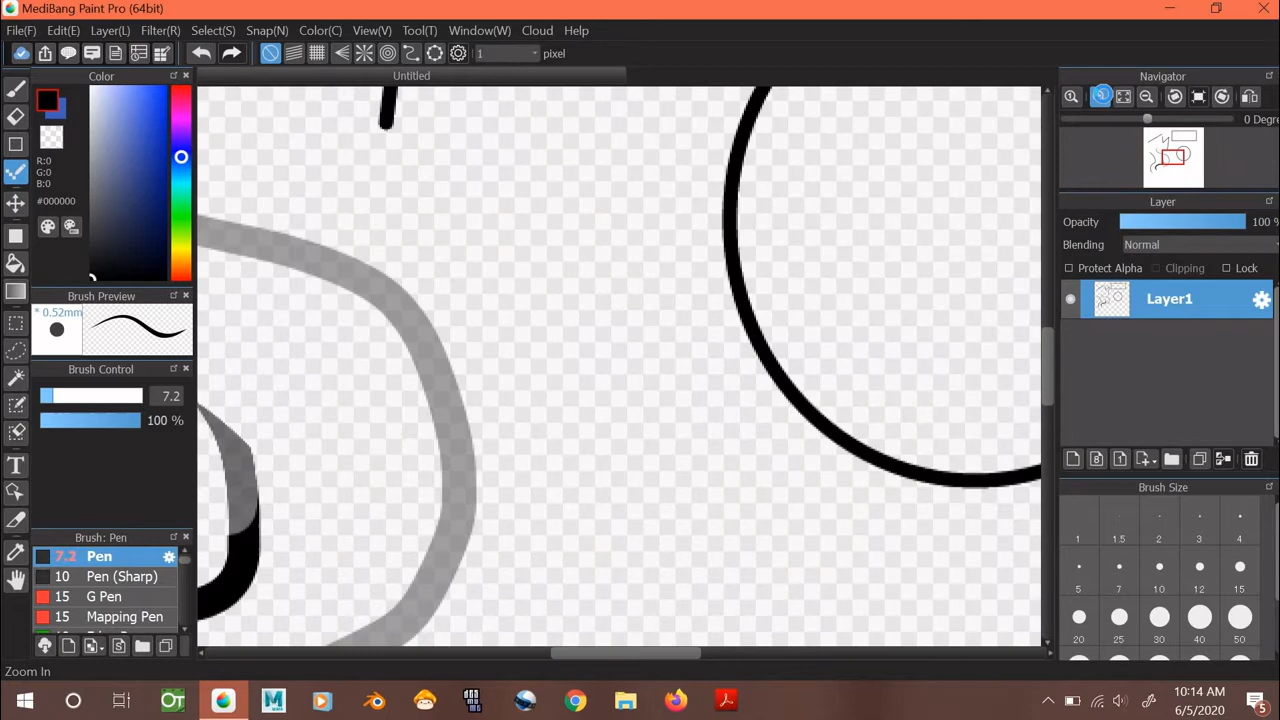 MediBang Paint Pro (64bit)
File(F) Edit(E) Layer(L) Filter(R) Select(S) Snap(N) Color(C) View(V) Tool(T) Window(W) Cloud Help
1 pixel
Color
Untitled
Navigator
0 Degre
R:0
G:0
B:0
#000000
Layer
Opacity 100 %
Blending Normal
Protect Alpha Clipping Lock
Layer1
Brush Preview
* 0.52mm
Brush Control
7.2
100 %
T
Brush Size
1 1.5 2 3 4
5 7 10 12 15
20 25 30 40 50
Brush: Pen
7.2 Pen
10 Pen (Sharp)
15 G Pen
15 Mapping Pen
Zoom In
OT
10:14 AM
6/5/2020
5